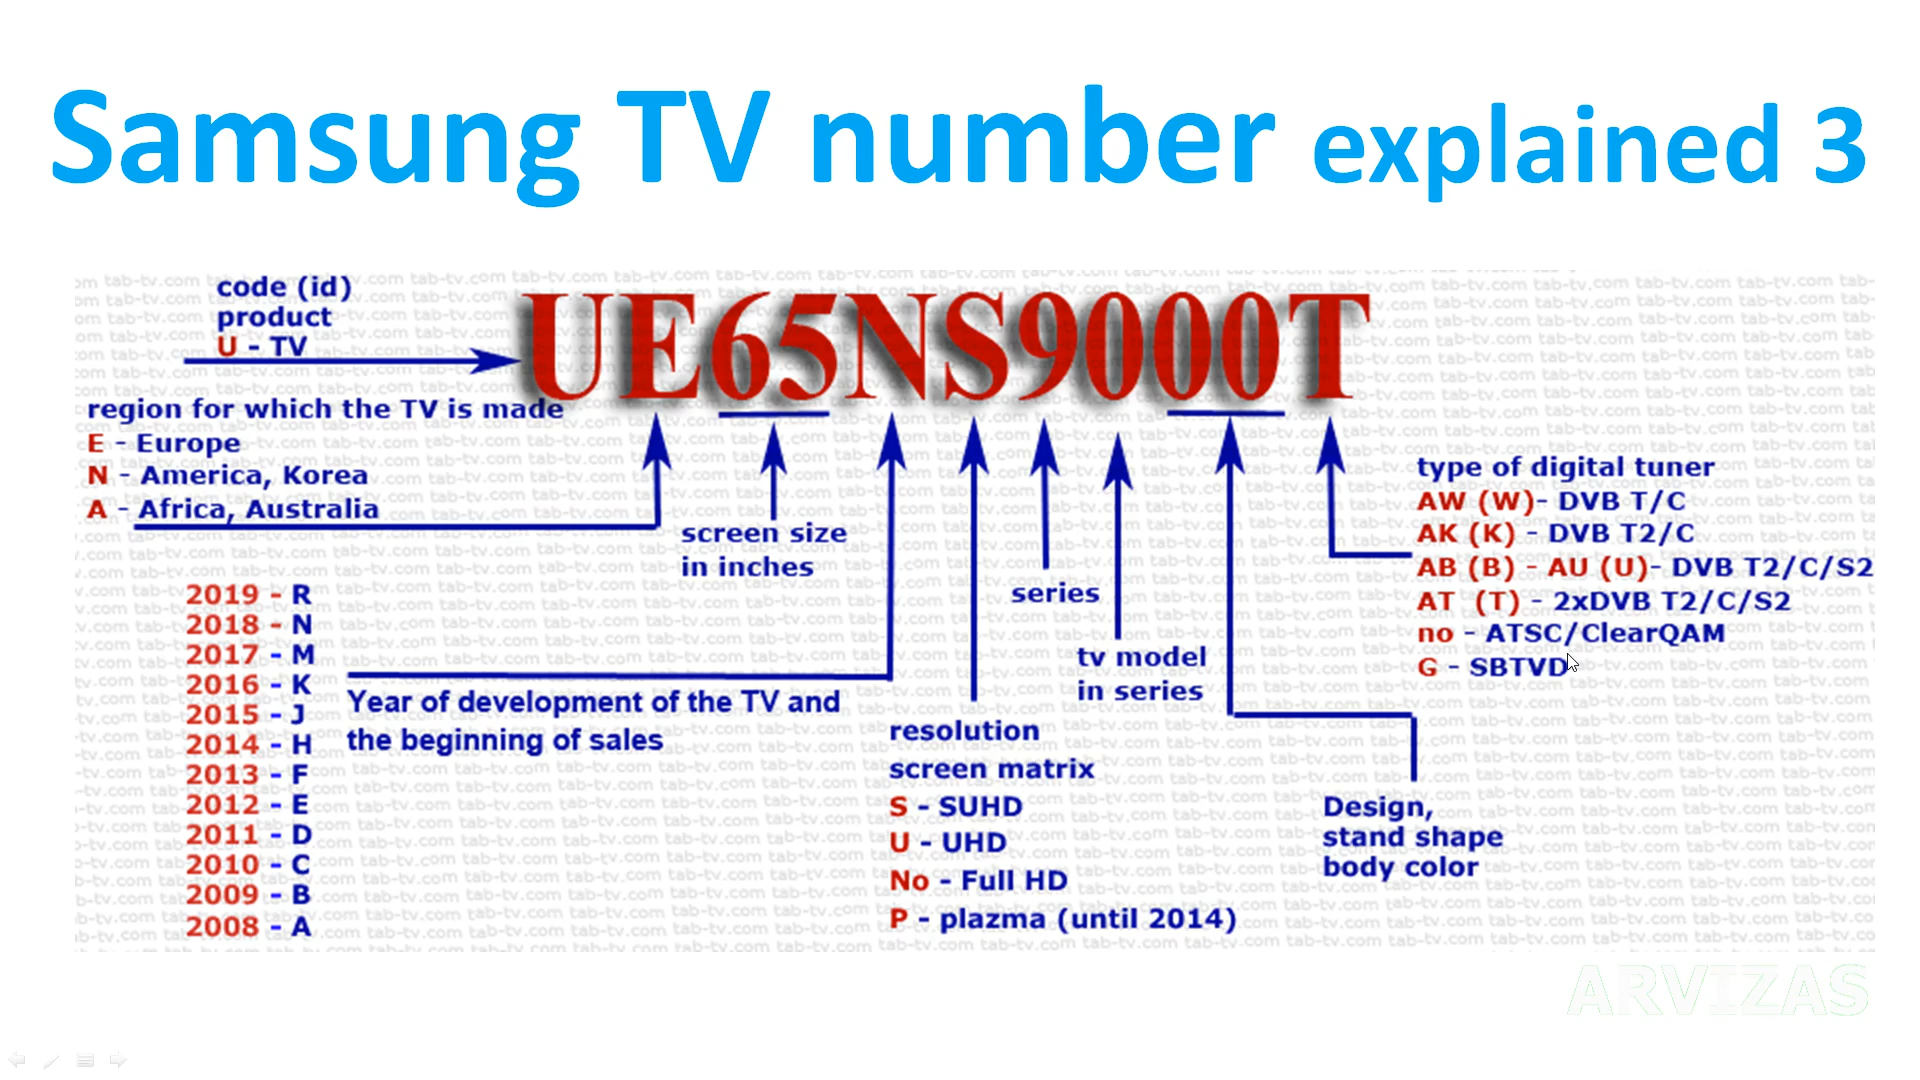 Samsung TV number explained 3
UE65NS9000T
code (id)
product
U - TV
region for which the TV is made
E - Europe
N - America, Korea
A - Africa, Australia
screen size
in inches
2019 - R
2018 - N
2017 - M
2016 - K
2015 - J
2014 - H
2013 - F
2012 - E
2011 - D
2010 - C
2009 - B
2008 - A
Year of development of the TV and
the beginning of sales
resolution
screen matrix
S - SUHD
U - UHD
No - Full HD
P - plazma (until 2014)
series
tv model
in series
Design,
stand shape
body color
type of digital tuner
AW (W)- DVB T/C
AK (K) - DVB T2/C
AB (B) - AU (U)- DVB T2/C/S2
AT (T) - 2xDVB T2/C/S2
no - ATSC/ClearQAM
G - SBTVD
ARVIZAS